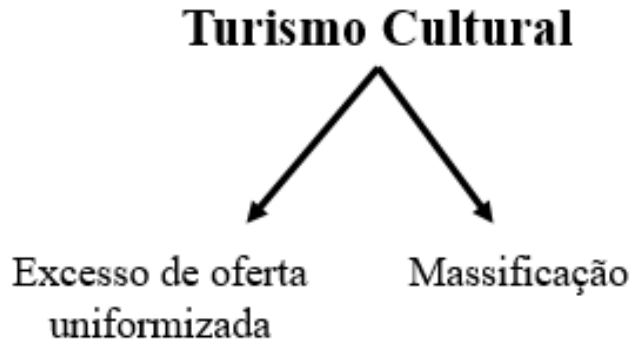 Turismo Cultural
Excesso de oferta
uniformizada
Massificação